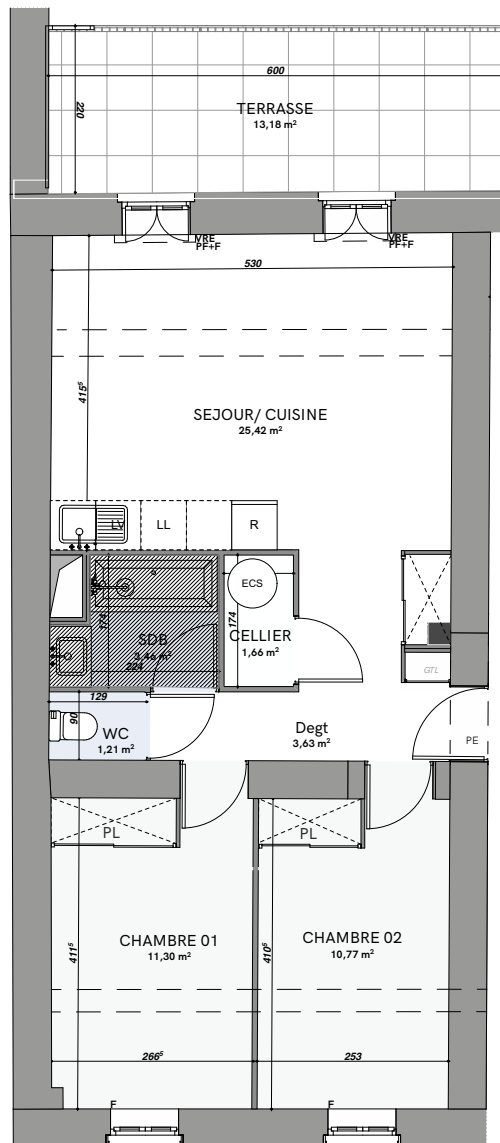 600
220
TERRASSE
13,18 m²
VRE
PF+F
VRE
PF+F
530
415⁵
SEJOUR/ CUISINE
25,42 m²
LV
LL
R
ECS
174
174
SDB
3,46 m²
224
CELLIER
1,66 m²
GTL
129
90
WC
1,21 m²
Degt
3,63 m²
PE
PL
PL
411⁵
CHAMBRE 01
11,30 m²
410⁵
CHAMBRE 02
10,77 m²
266⁵
253
F
F